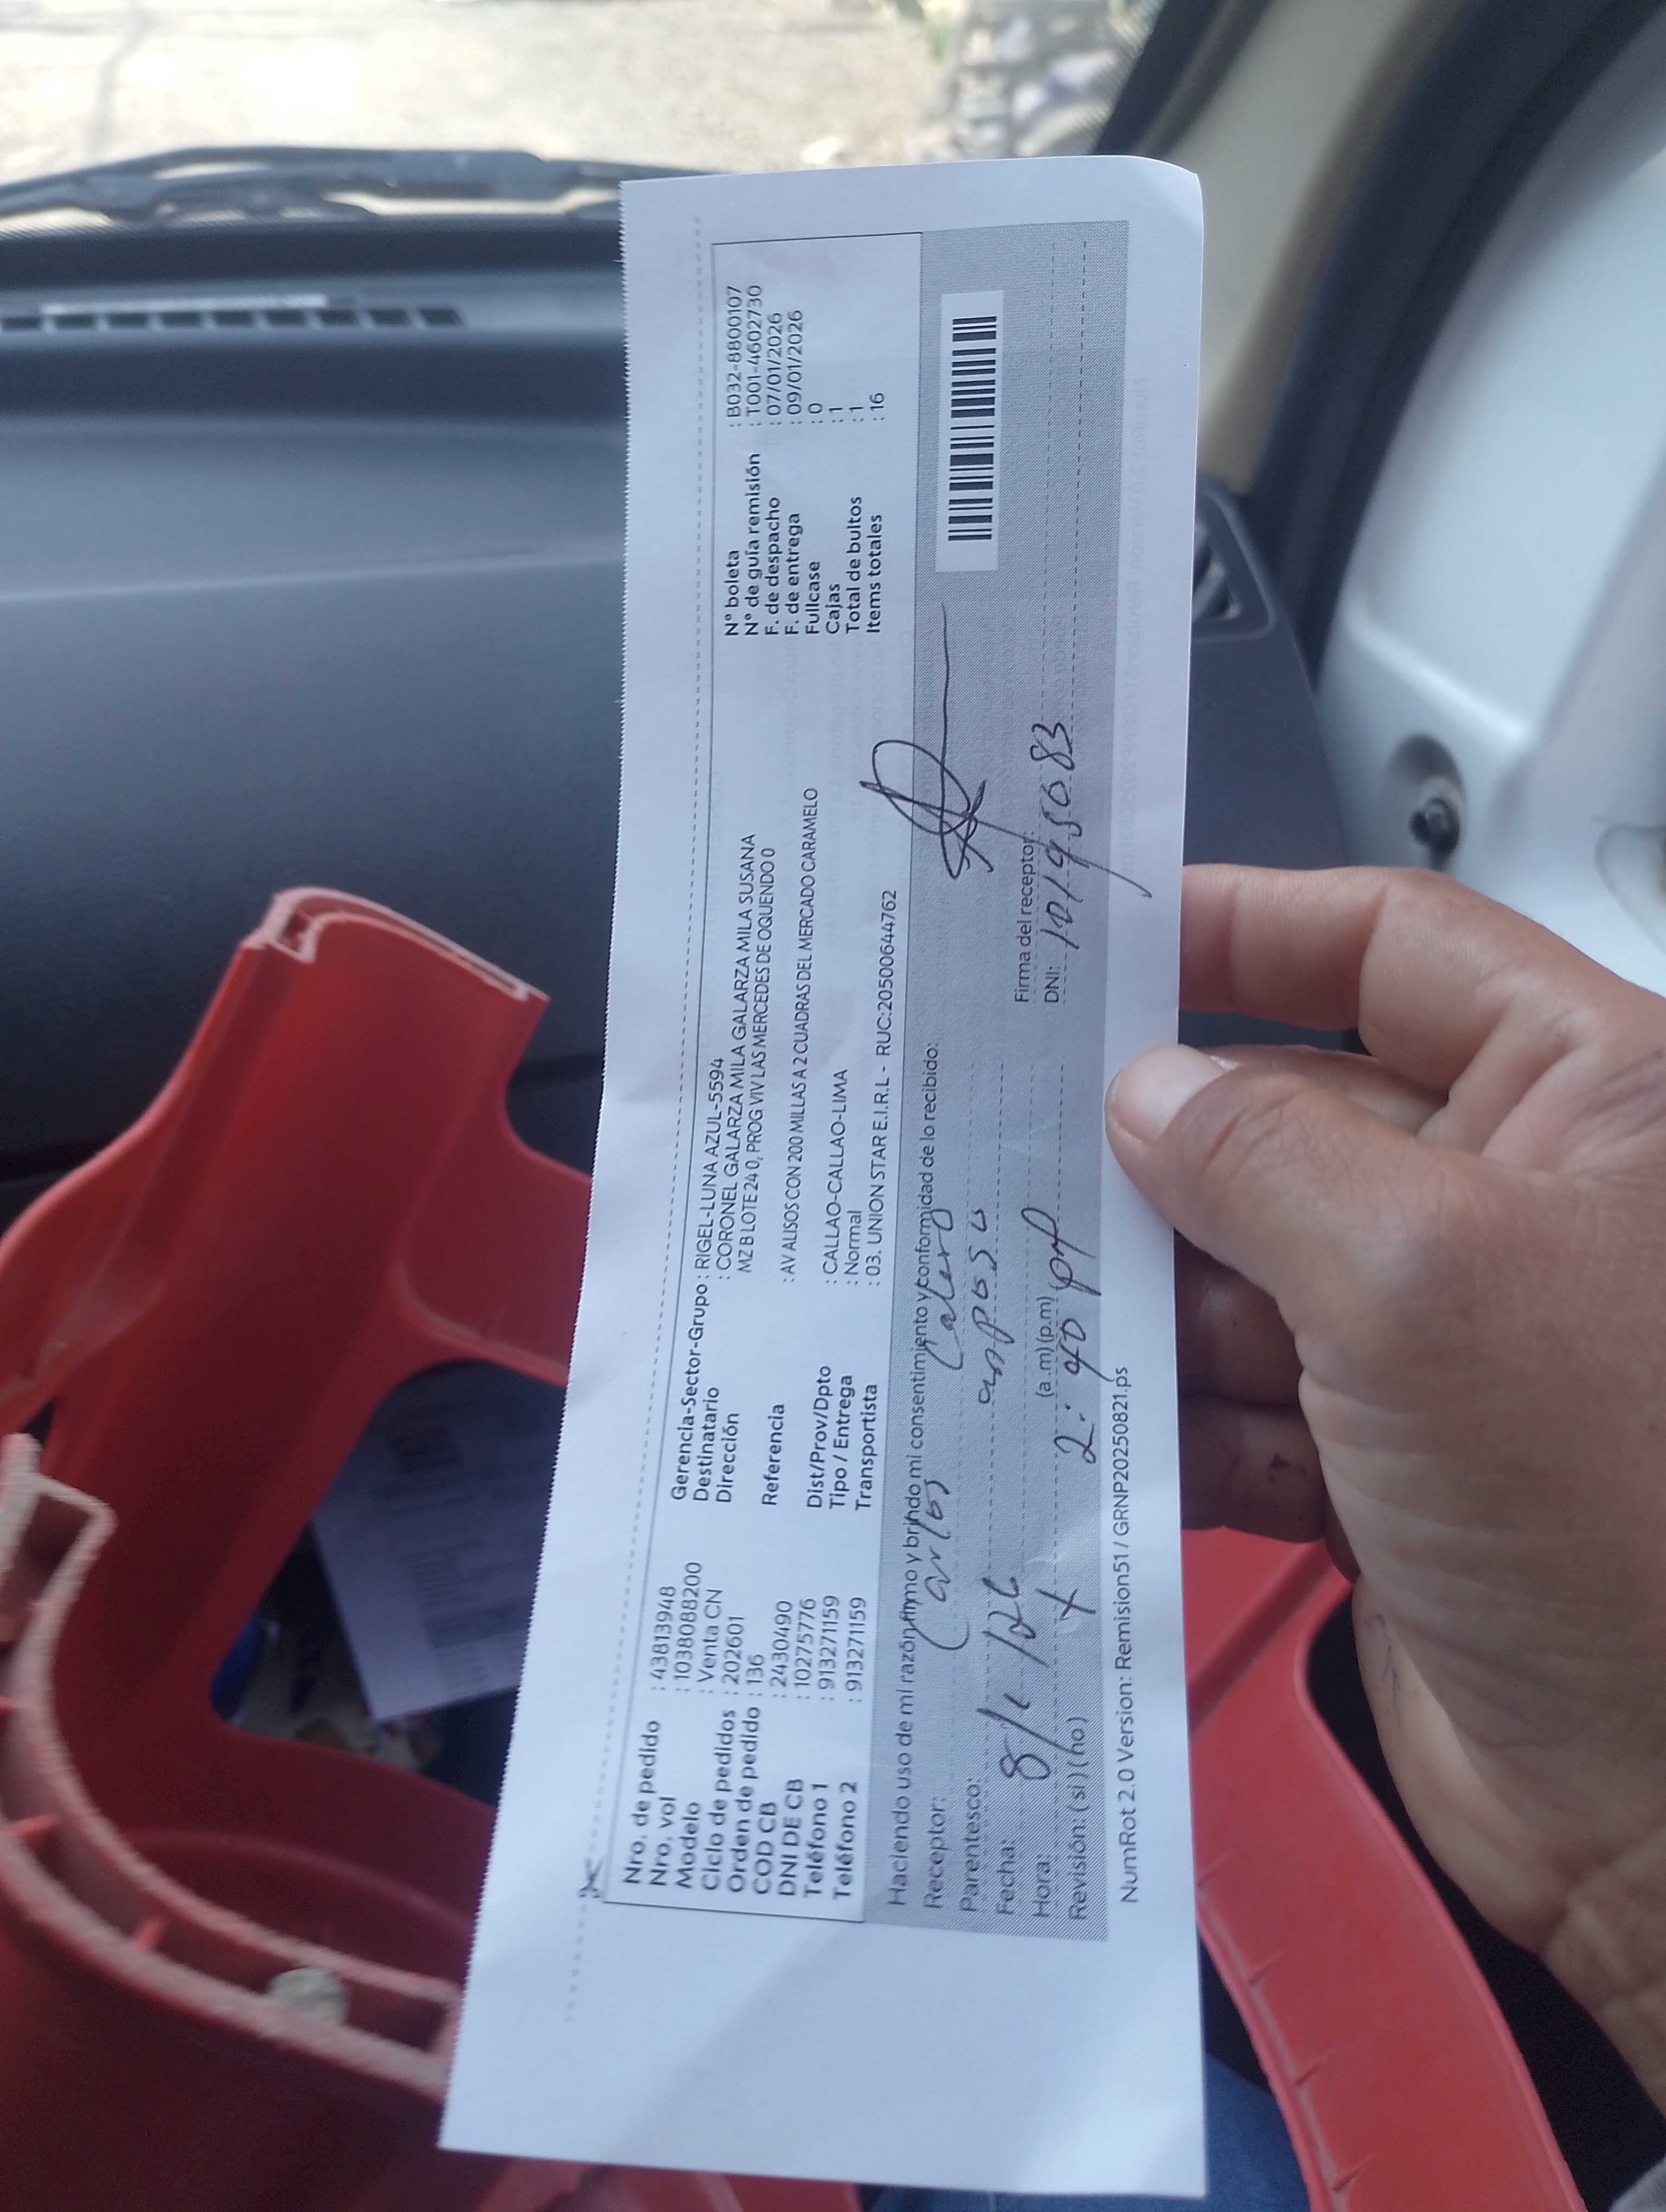 Nro. de pedido : 43813948
Nro. vol : 1038088200
Modelo : Venta CN
Ciclo de pedidos : 202601
Orden de pedido : 136
COD CB : 2430490
DNI DE CB : 10275776
Teléfono 1 : 913271159
Teléfono 2 : 913271159
Gerencia-Sector-Grupo : RIGEL-LUNA AZUL-5594
Destinatario : CORONEL GALARZA MILA GALARZA MILA SUSANA
Dirección MZ B LOTE 24 0, PROG VIV LAS MERCEDES DE OQUENDO 0
Referencia : AV ALISOS CON 200 MILLAS A 2 CUADRAS DEL MERCADO CARAMELO
Dist/Prov/Dpto : CALLAO-CALLAO-LIMA
Tipo / Entrega : Normal
Transportista : 03. UNION STAR E.I.R.L - RUC:20500644762
N° boleta : B032-8800107
N° de guía remisión : T001-4602730
F. de despacho : 07/01/2026
F. de entrega : 09/01/2026
Fullcase : 0
Cajas : 1
Total de bultos : 1
Items totales : 16
Haciendo uso de mi razón firmo y brindo mi consentimiento y conformidad de lo recibido:
Receptor: Carlos Calero
Parentesco: esposo
Fecha: 8/1/26
Hora: (a.m) (p.m) 2:40 pm
Revisión: (si) (no) X
Firma del receptor:
DNI:
NumRot 2.0 Version: Remision51 / GRNP20250821.ps